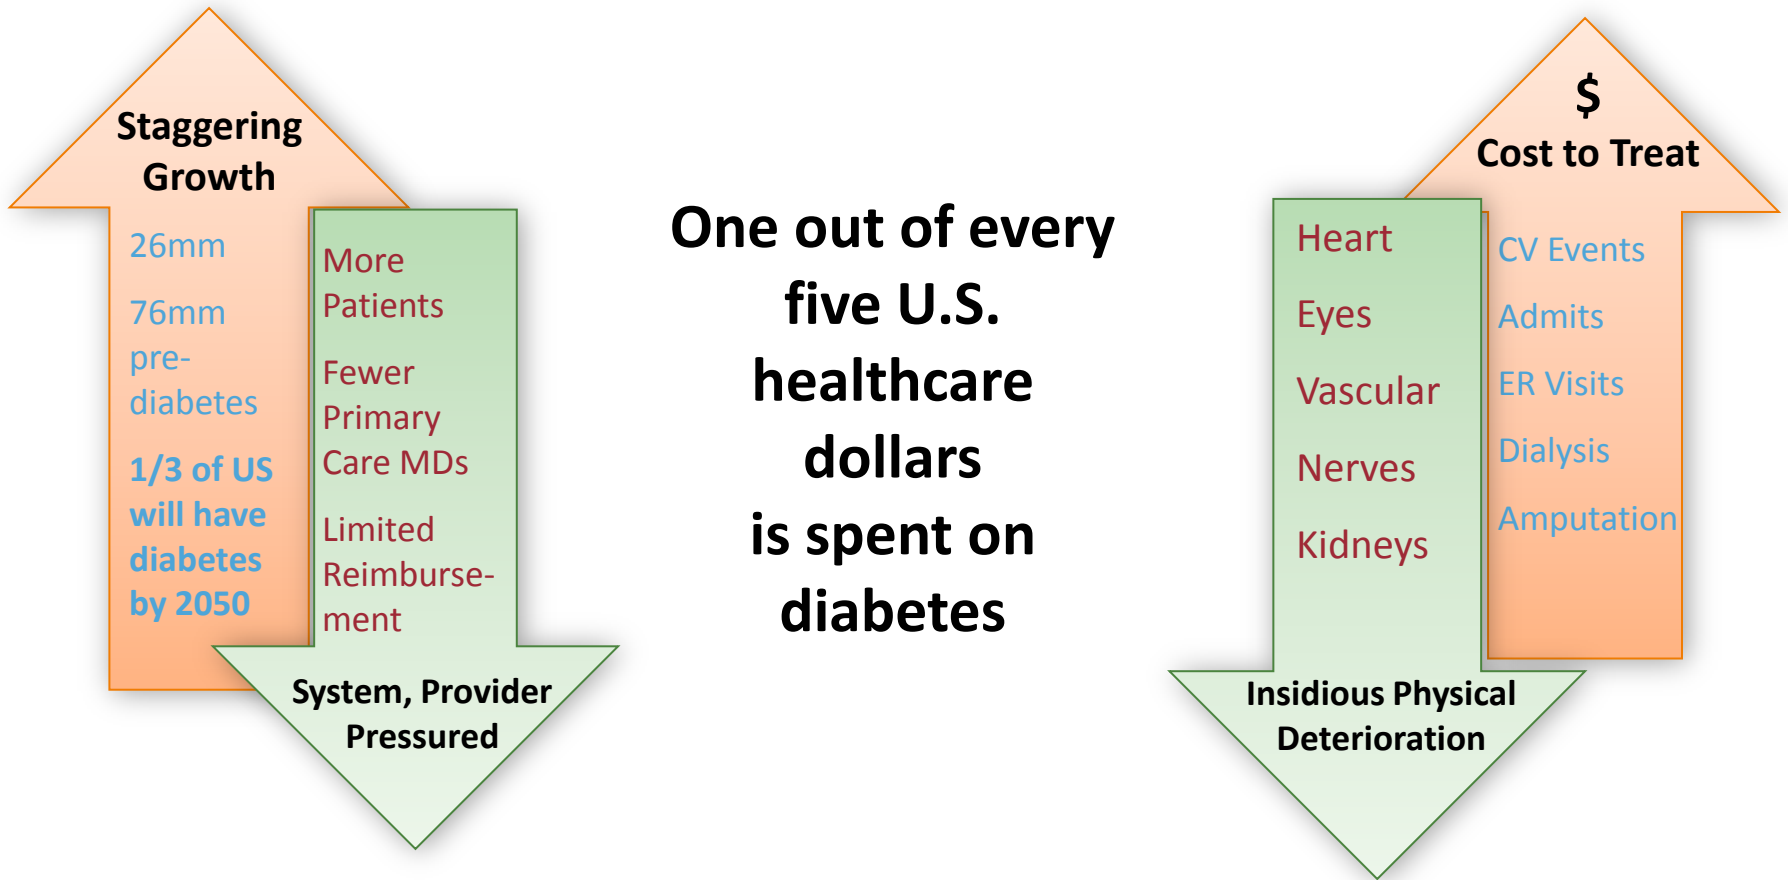 Staggering
Growth
26mm
76mm
pre-
diabetes
1/3 of US
will have
diabetes
by 2050
More
Patients
Fewer
Primary
Care MDs
Limited
Reimburse-
ment
System, Provider
Pressured
One out of every
five U.S.
healthcare
dollars
is spent on
diabetes
Heart
Eyes
Vascular
Nerves
Kidneys
Insidious Physical
Deterioration
$
Cost to Treat
CV Events
Admits
ER Visits
Dialysis
Amputation